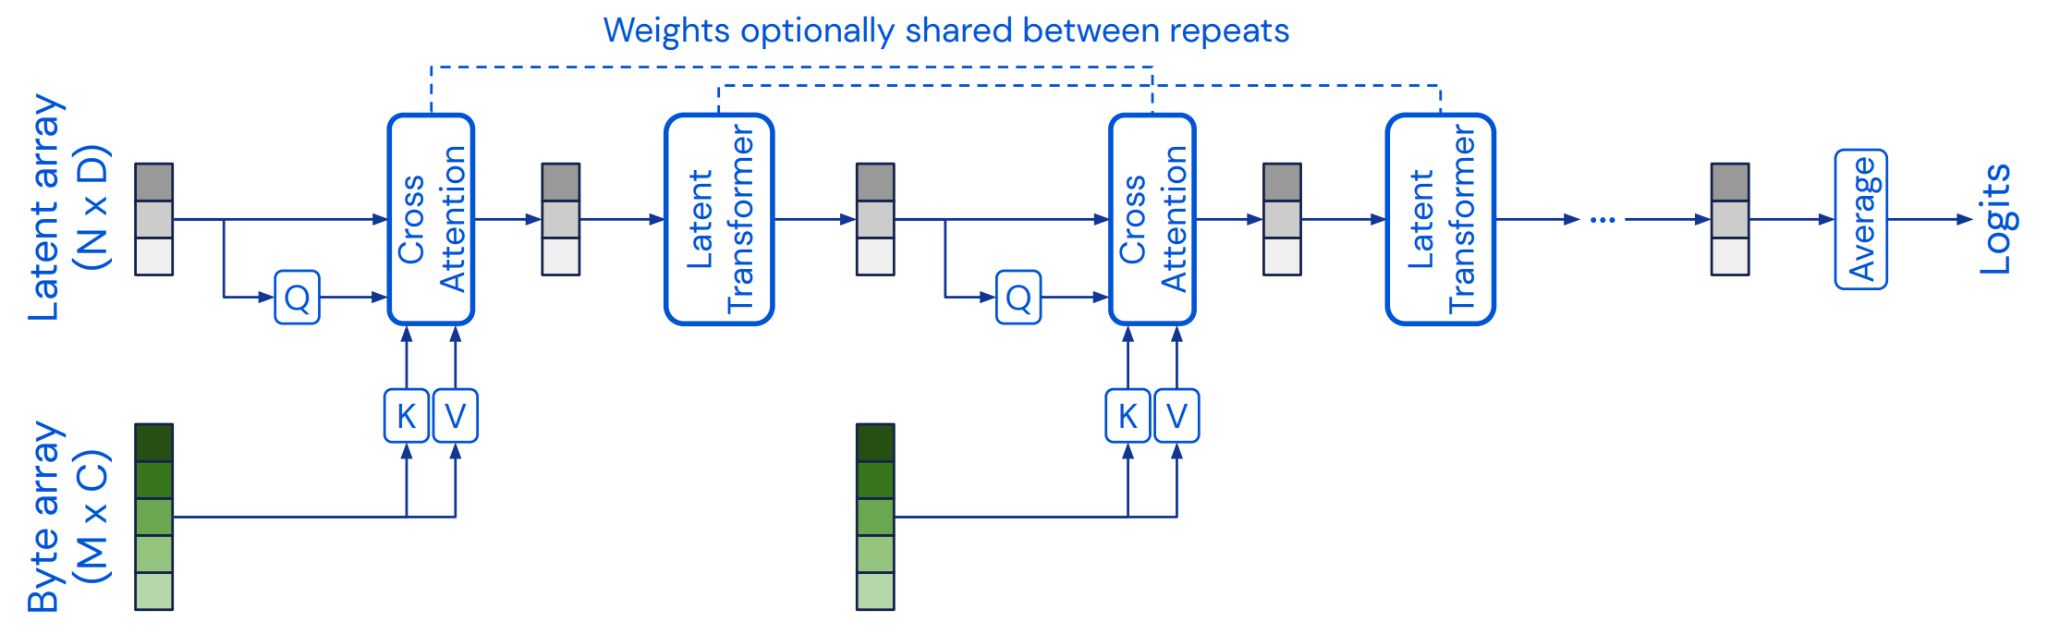 Weights optionally shared between repeats
Latent array
(N x D)
Q
Cross
Attention
Latent
Transformer
Q
Cross
Attention
Latent
Transformer
...
Average
Logits
Byte array
(M x C)
K
V
K
V